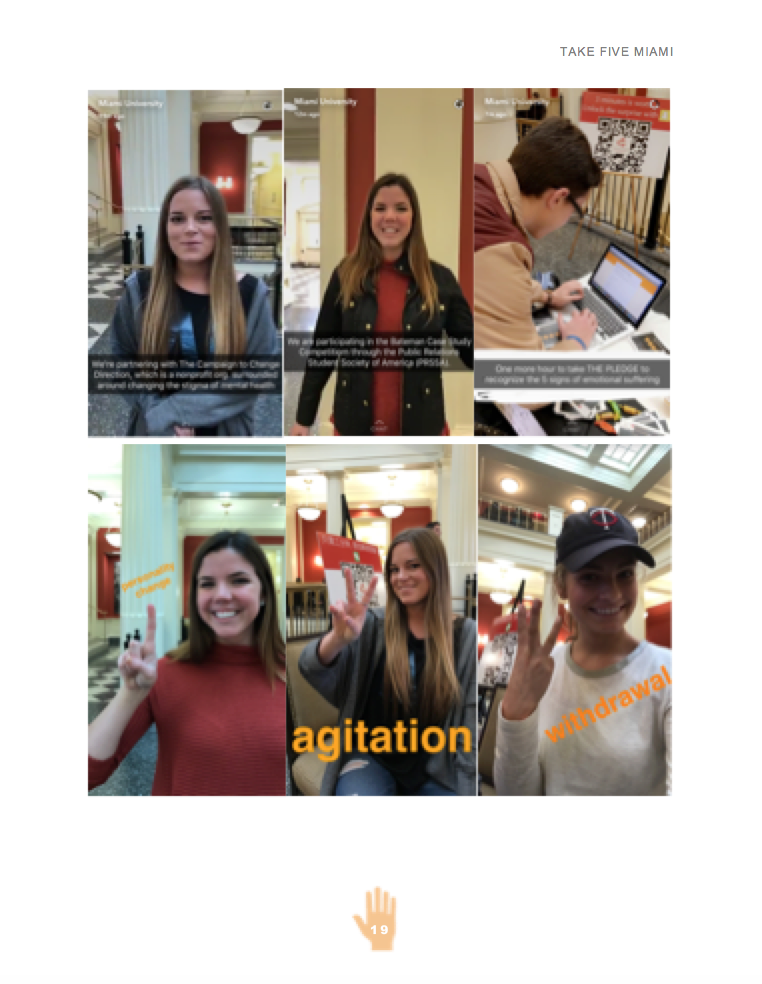 TAKE FIVE MIAMI
Miami University
Miami University
Miami University
We're partnering with The Campaign to Change
Direction, which is a nonprofit org. surrounded
around changing the stigma of mental health
We are participating in the Bateman Case Study
Competition through the Public Relations
Student Society of America (PRSSA)
One more hour to take THE PLEDGE to
recognize the 5 signs of emotional suffering
personality
change
agitation
withdrawal
19